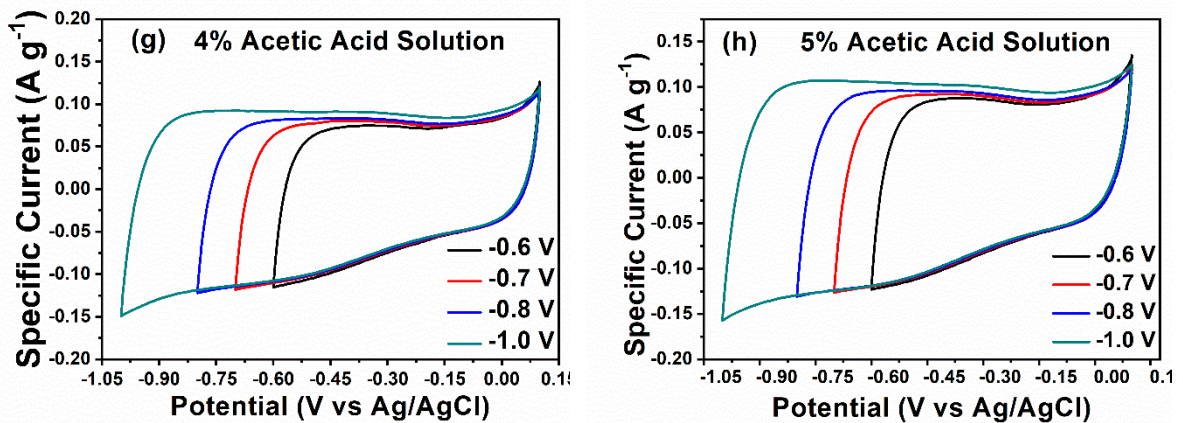 (g) 4% Acetic Acid Solution
Specific Current (A g-1)
0.20
0.15
0.10
0.05
0.00
-0.05
-0.10
-0.15
-0.20
-0.6 V
-0.7 V
-0.8 V
-1.0 V
-1.05 -0.90 -0.75 -0.60 -0.45 -0.30 -0.15 0.00 0.15
Potential (V vs Ag/AgCl)
(h) 5% Acetic Acid Solution
Specific Current (A g-1)
0.15
0.10
0.05
0.00
-0.05
-0.10
-0.15
-0.20
-0.6 V
-0.7 V
-0.8 V
-1.0 V
-1.05 -0.90 -0.75 -0.60 -0.45 -0.30 -0.15 0.00 0.1
Potential (V vs Ag/AgCl)